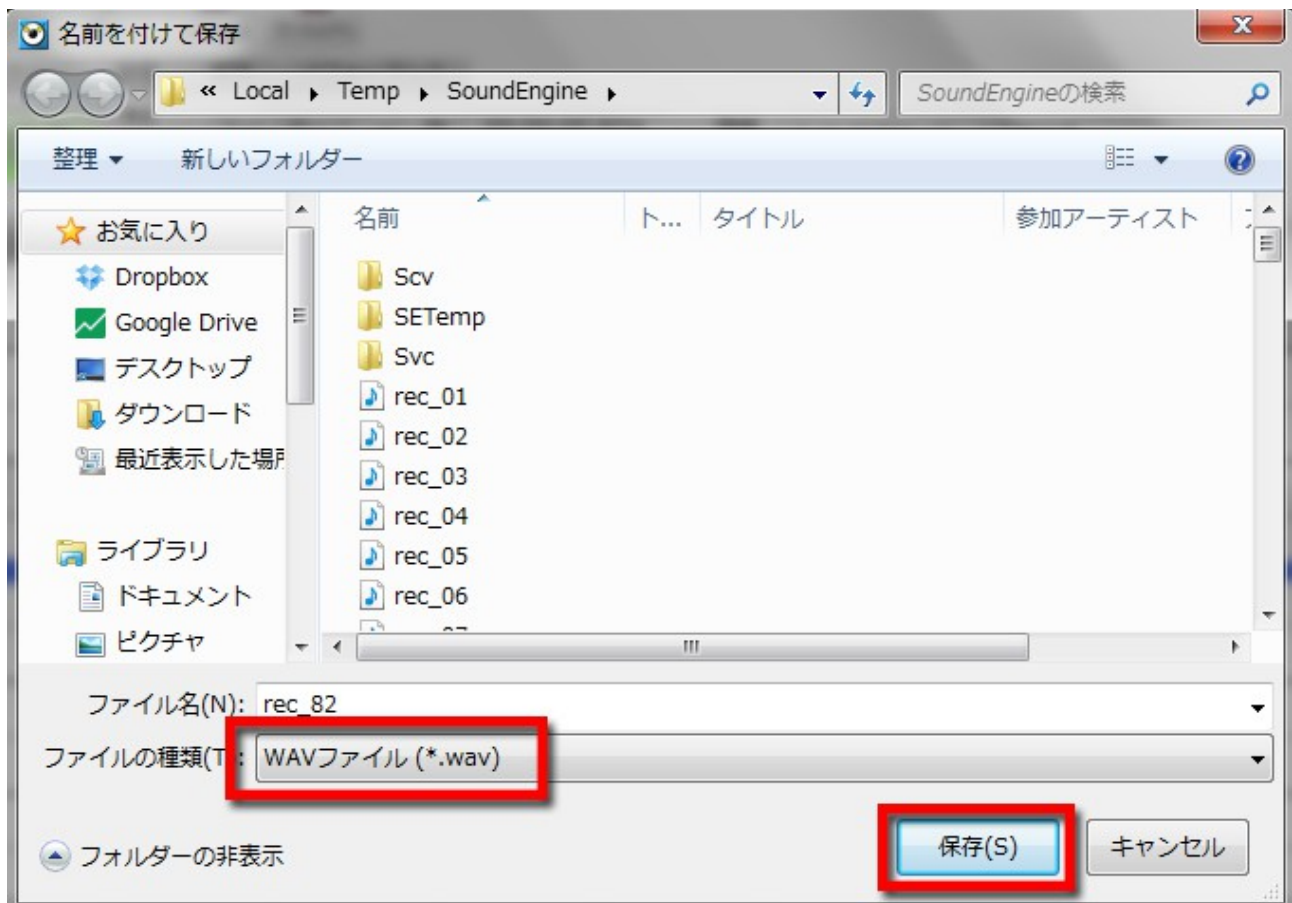 名前を付けて保存
« Local ▸ Temp ▸ SoundEngine ▸
SoundEngineの検索
整理 ▼ 新しいフォルダー
お気に入り
Dropbox
Google Drive
デスクトップ
ダウンロード
最近表示した場所
ライブラリ
ドキュメント
ピクチャ
名前 ト... タイトル 参加アーティスト
Scv
SETemp
Svc
rec_01
rec_02
rec_03
rec_04
rec_05
rec_06
ファイル名(N): rec_82
ファイルの種類(T): WAVファイル (*.wav)
フォルダーの非表示
保存(S) キャンセル